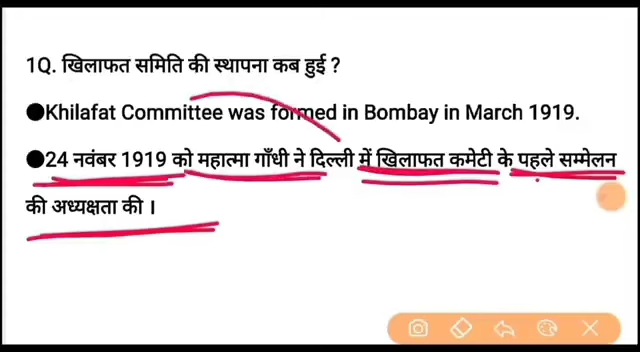 1Q. खिलाफत समिति की स्थापना कब हुई ?
●Khilafat Committee was formed in Bombay in March 1919.
●24 नवंबर 1919 को महात्मा गाँधी ने दिल्ली में खिलाफत कमेटी के पहले सम्मेलन
की अध्यक्षता की ।